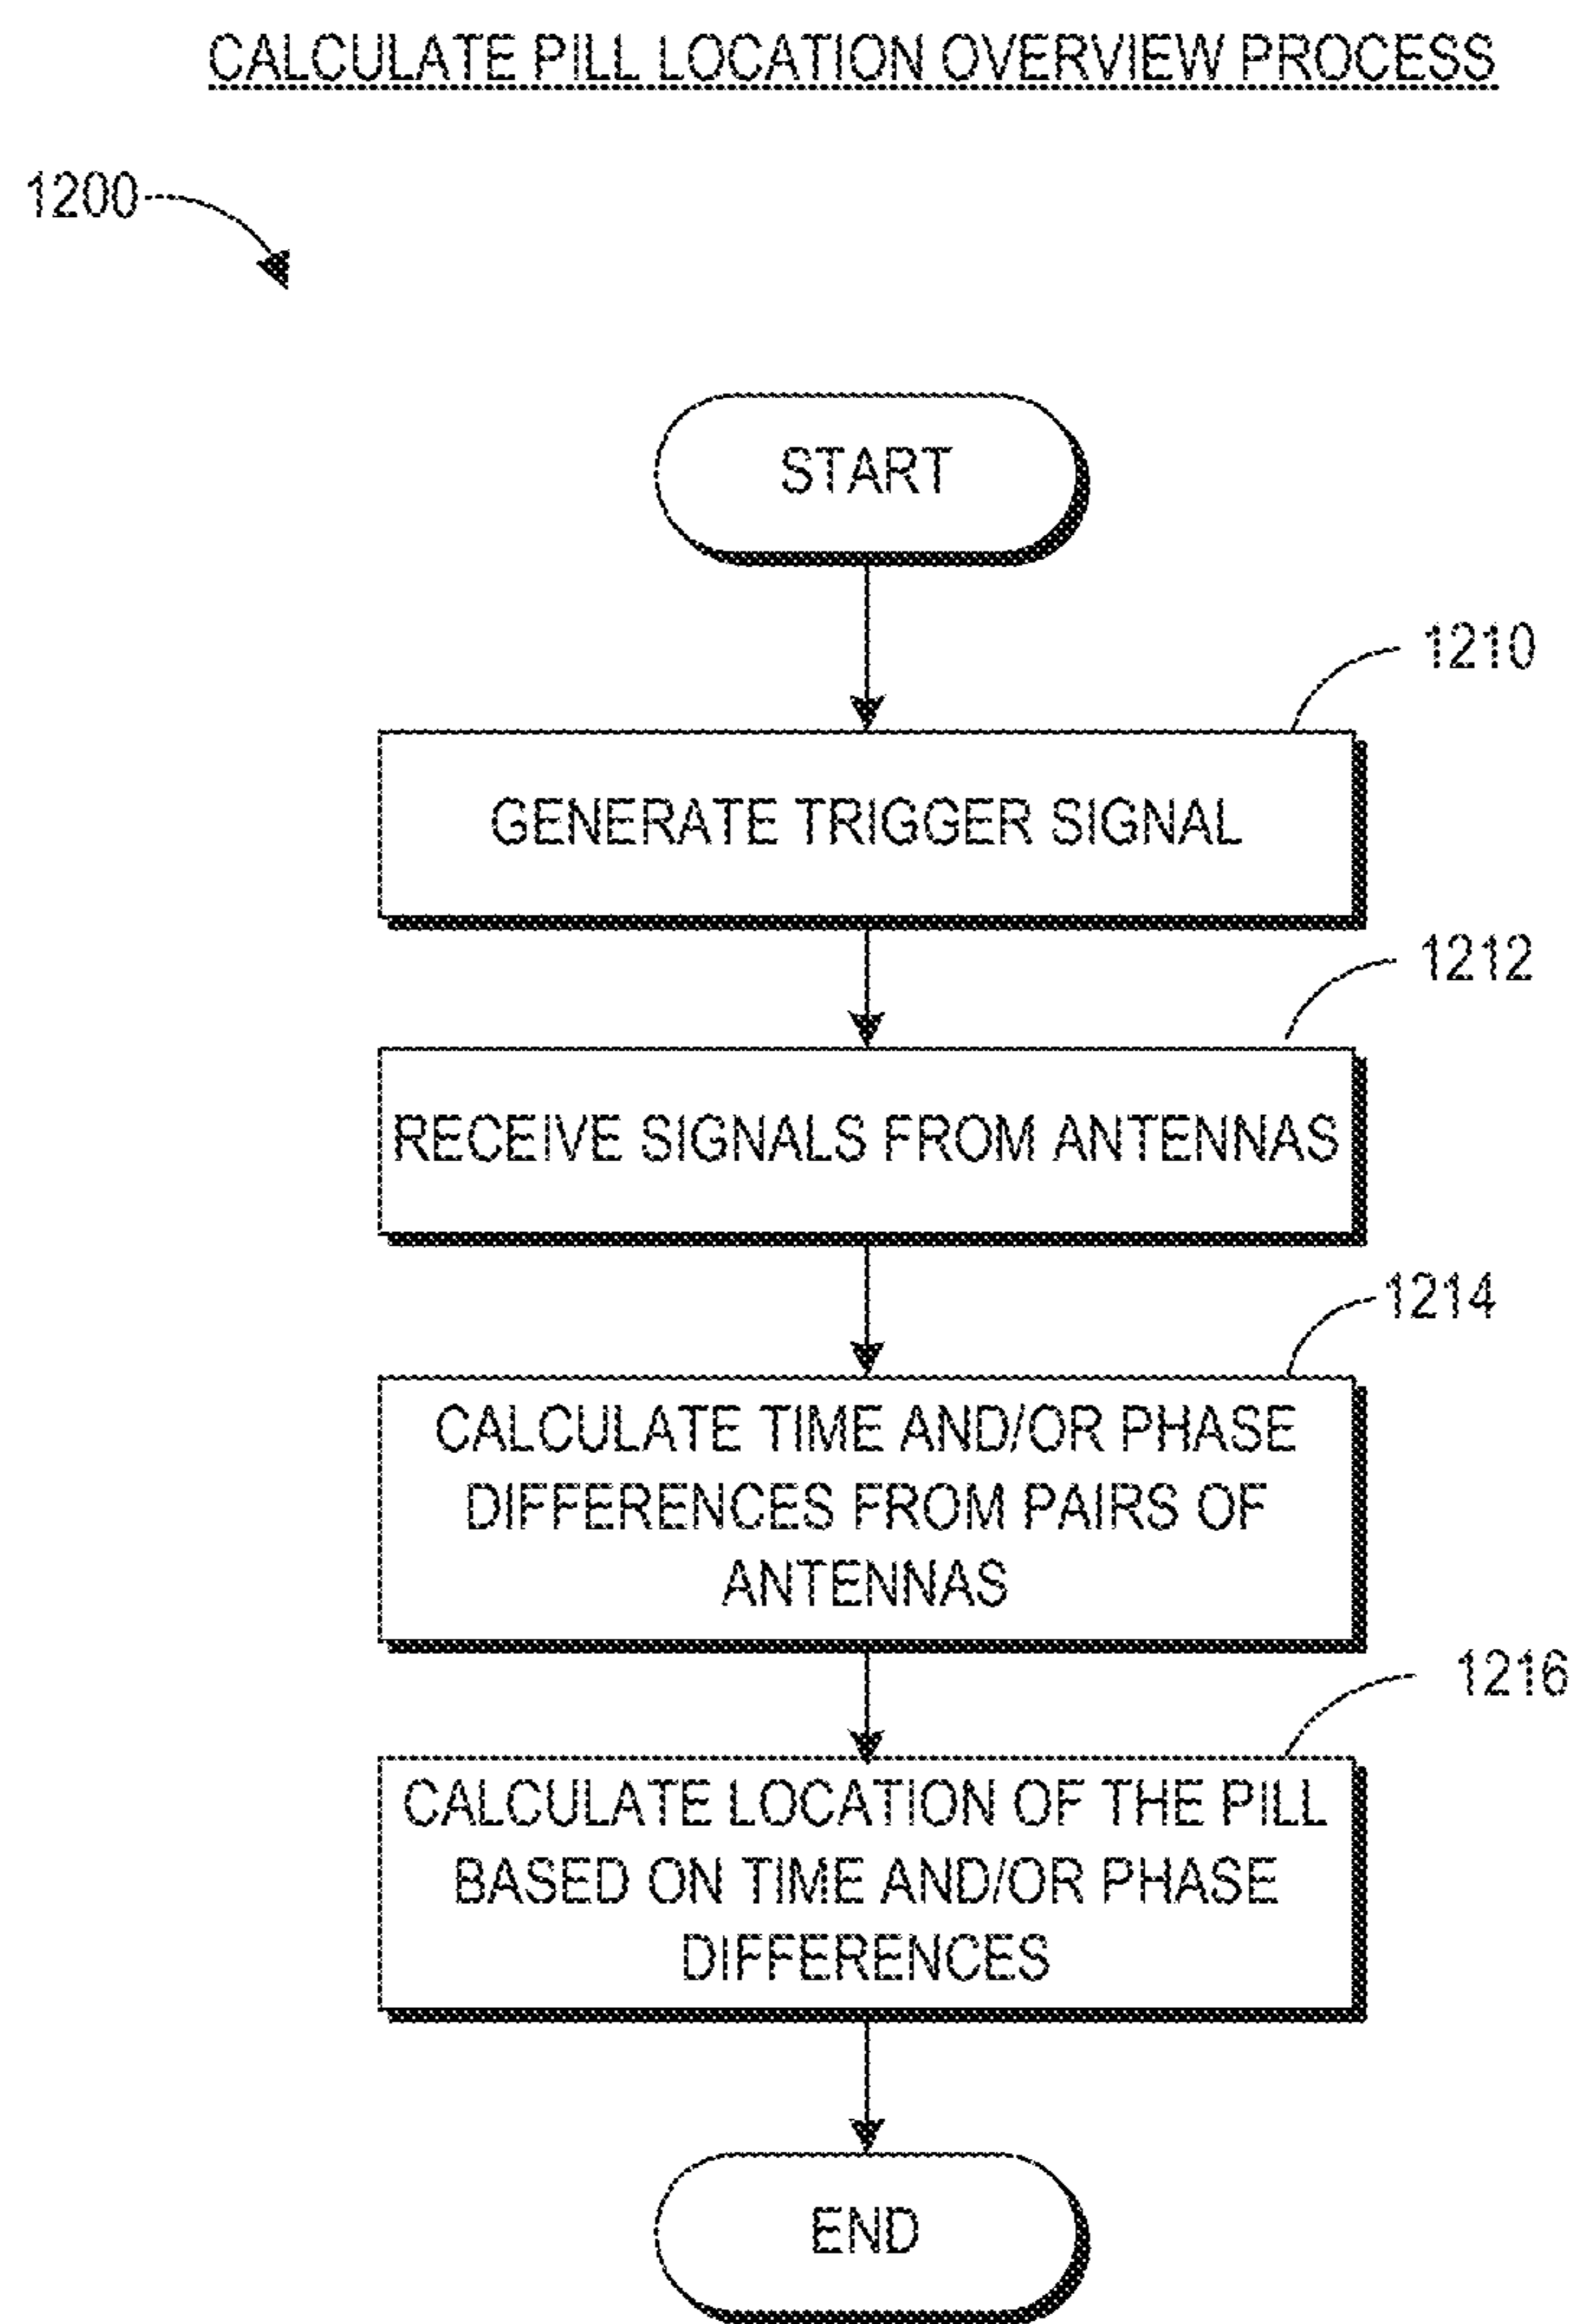 CALCULATE PILL LOCATION OVERVIEW PROCESS
1200
START
1210
GENERATE TRIGGER SIGNAL
1212
RECEIVE SIGNALS FROM ANTENNAS
1214
CALCULATE TIME AND/OR PHASE
DIFFERENCES FROM PAIRS OF
ANTENNAS
1216
CALCULATE LOCATION OF THE PILL
BASED ON TIME AND/OR PHASE
DIFFERENCES
END